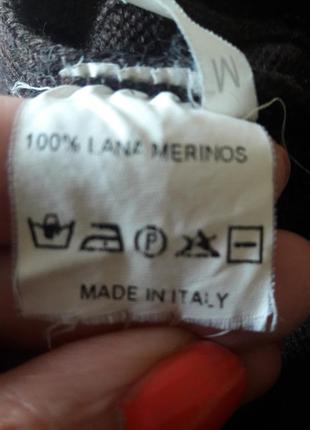 M
100% LANA MERINOS
P
MADE IN ITALY